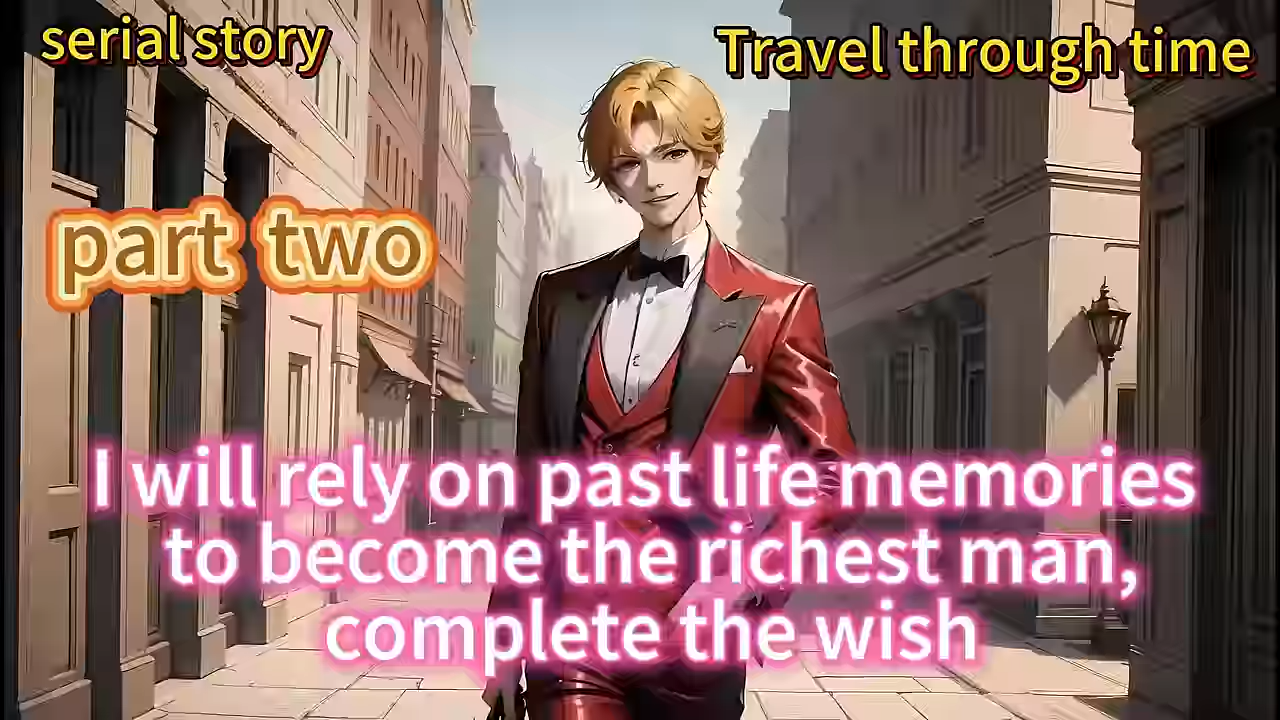 serial story
Travel through time
part two
I will rely on past life memories
to become the richest man,
complete the wish